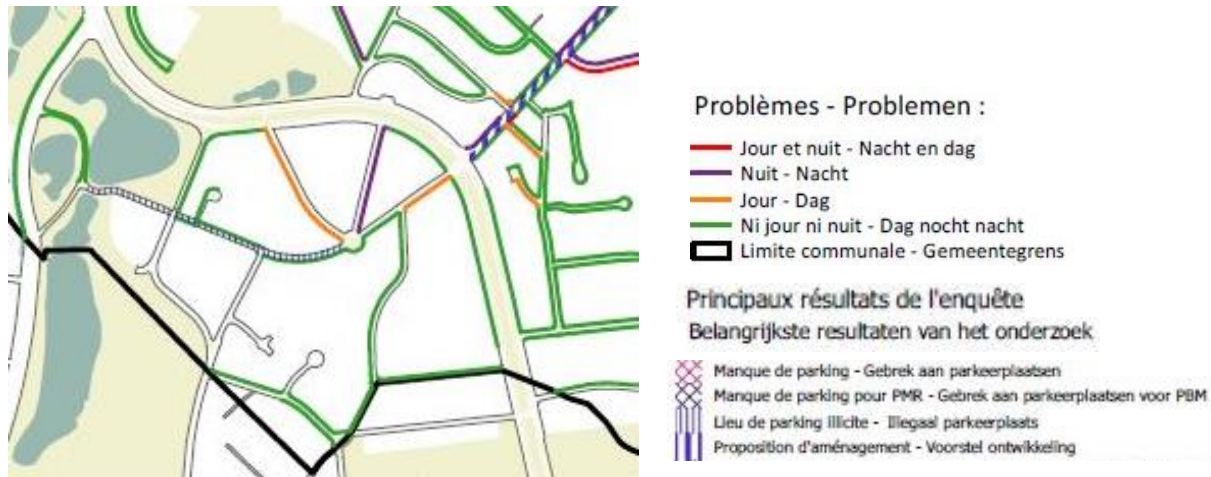 Problèmes - Problemen :
Jour et nuit - Nacht en dag
Nuit - Nacht
Jour - Dag
Ni jour ni nuit - Dag nocht nacht
Limite communale - Gemeentegrens
Principaux résultats de l'enquête
Belangrijkste resultaten van het onderzoek
Manque de parking - Gebrek aan parkeerplaatsen
Manque de parking pour PMR - Gebrek aan parkeerplaatsen voor PBM
Lieu de parking illicite - Illegaal parkeerplaats
Proposition d'aménagement - Voorstel ontwikkeling